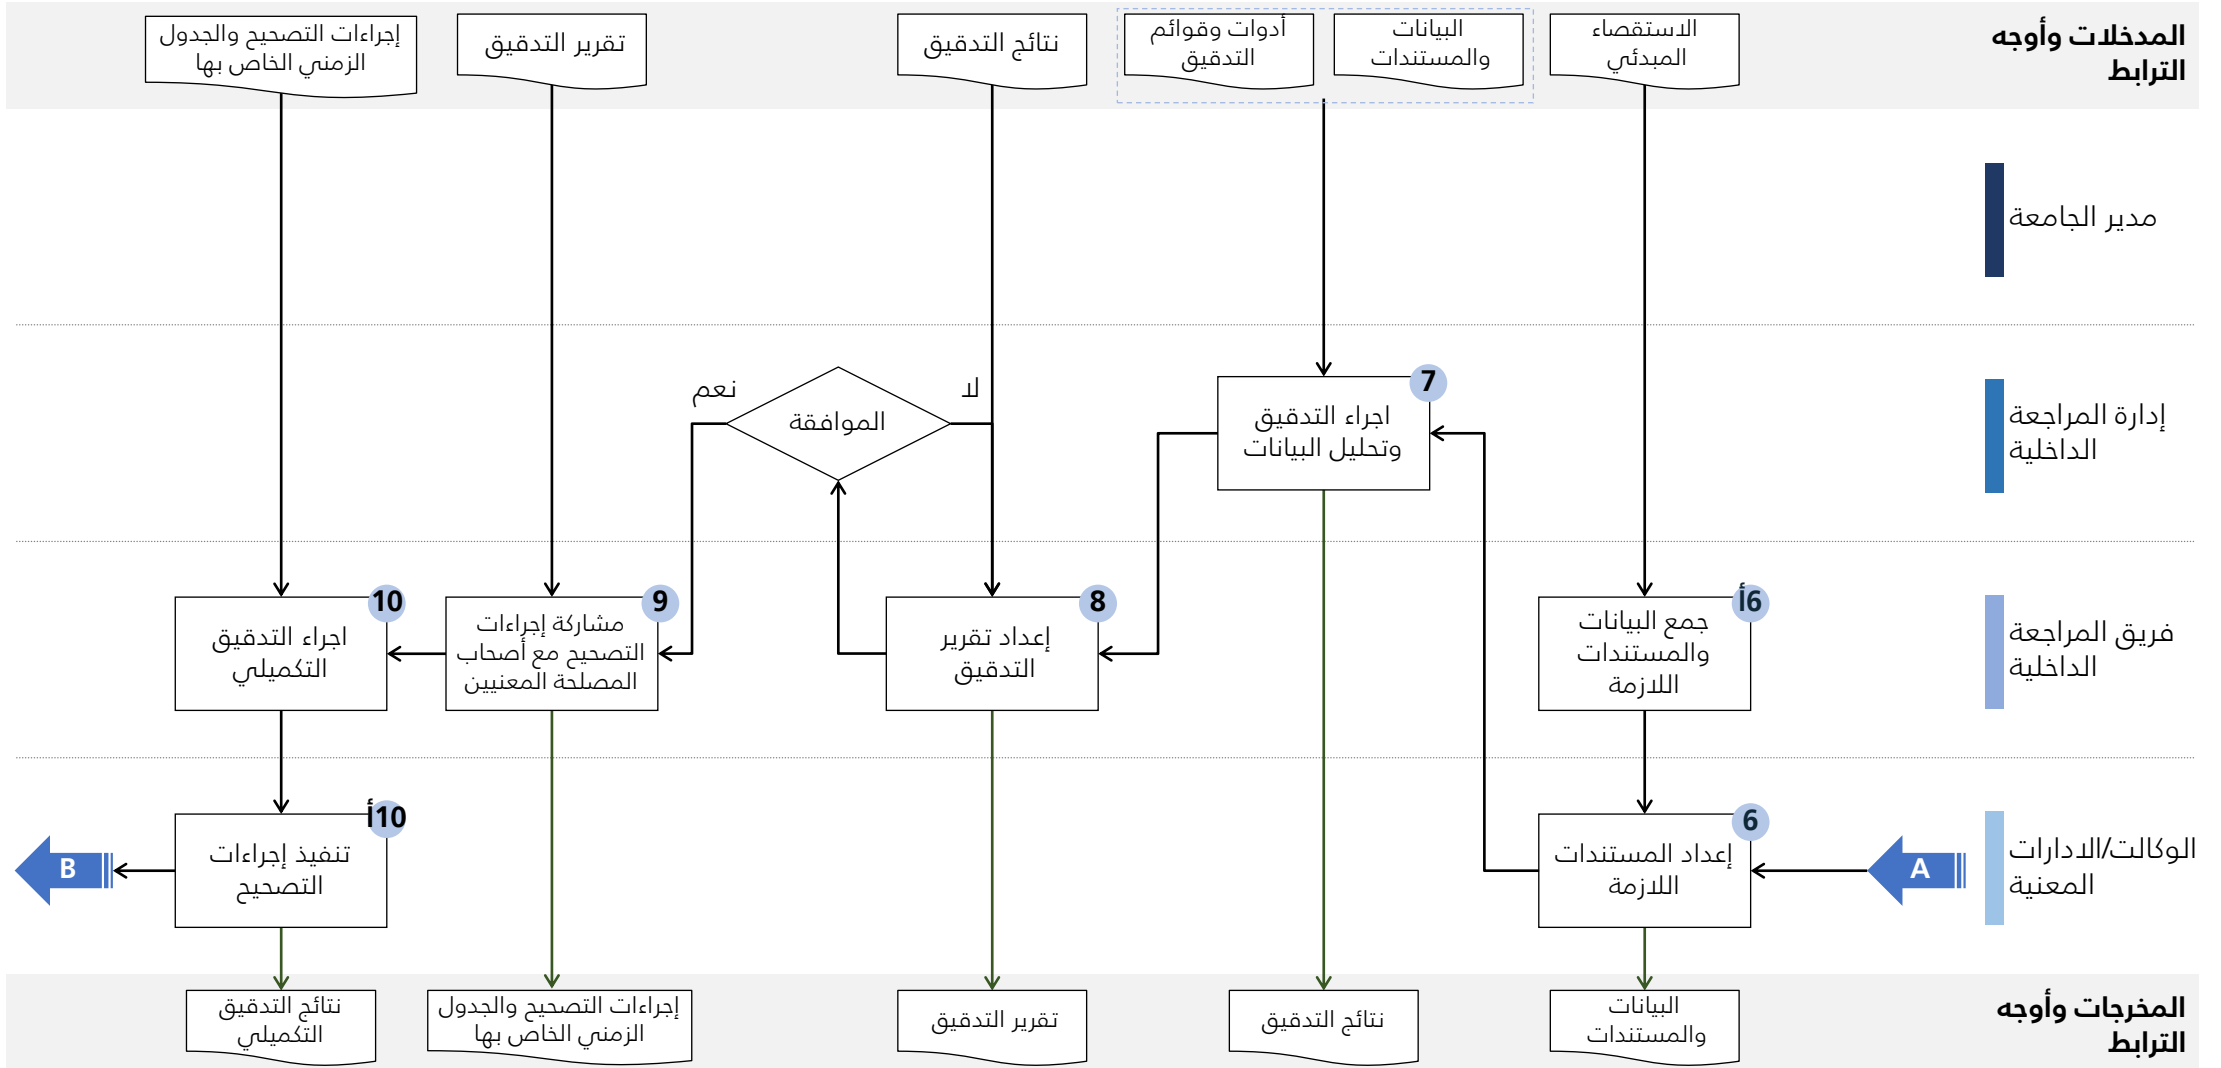 المدخلات وأوجه
الترابط
الاستقصاء
المبدئي
البيانات
والمستندات
أدوات وقوائم
التدقيق
نتائج التدقيق
تقرير التدقيق
إجراءات التصحيح والجدول
الزمني الخاص بها
مدير الجامعة
إدارة المراجعة
الداخلية
7
اجراء التدقيق
وتحليل البيانات
لا
الموافقة
نعم
فريق المراجعة
الداخلية
6أ
جمع البيانات
والمستندات
اللازمة
8
إعداد تقرير
التدقيق
9
مشاركة إجراءات
التصحيح مع أصحاب
المصلحة المعنيين
10
اجراء التدقيق
التكميلي
الوكالت/الادارات
المعنية
A
6
إعداد المستندات
اللازمة
10أ
تنفيذ إجراءات
التصحيح
B
المخرجات وأوجه
الترابط
البيانات
والمستندات
نتائج التدقيق
تقرير التدقيق
إجراءات التصحيح والجدول
الزمني الخاص بها
نتائج التدقيق
التكميلي